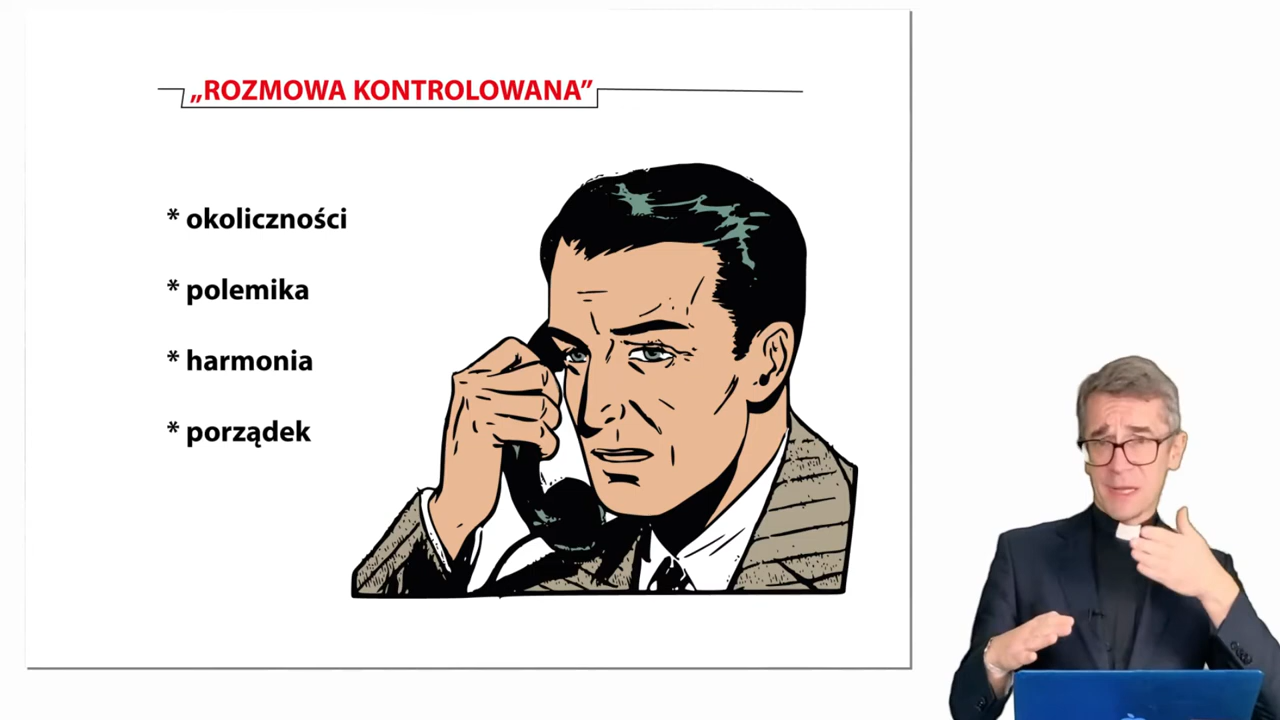 „ROZMOWA KONTROLOWANA”
* okoliczności
* polemika
* harmonia
* porządek